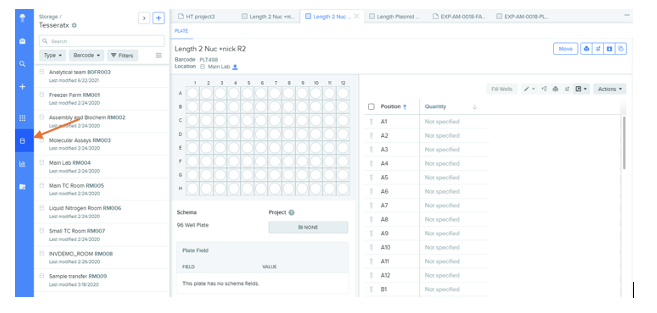 Storage /
Tesseratx
Search
Type
Barcode
Filters
Analytical team BDFR003
Last modified 6/22/2021
Freezer Farm RM001
Last modified 2/24/2020
Assembly and Biochem RM002
Last modified 2/24/2020
Molecular Assays RM003
Last modified 2/24/2020
Main Lab RM004
Last modified 2/24/2020
Main TC Room RM005
Last modified 2/24/2020
Liquid Nitrogen Room RM006
Last modified 2/24/2020
Small TC Room RM007
Last modified 2/24/2020
INVDEMO_ROOM RM008
Last modified 2/26/2020
Sample transfer RM009
Last modified 3/18/2020
HT project3
Length 2 Nuc +n...
Length 2 Nuc ...
Length Plasmid ..
EXP-AM-0018-FA..
EXP-AM-0018-PL..
PLATE
Length 2 Nuc +nick R2
Barcode PLT498
Location Main Lab
Move
1 2 3 4 5 6 7 8 9 10 11 12
A
B
C
D
E
F
G
H
Schema
Project
96 Well Plate
NONE
Plate Field
FIELD VALUE
This plate has no schema fields.
Fill Wells
Actions
Position Quantity
A1 Not specified
A2 Not specified
A3 Not specified
A4 Not specified
A5 Not specified
A6 Not specified
A7 Not specified
A8 Not specified
A9 Not specified
A10 Not specified
A11 Not specified
A12 Not specified
B1 Not specified